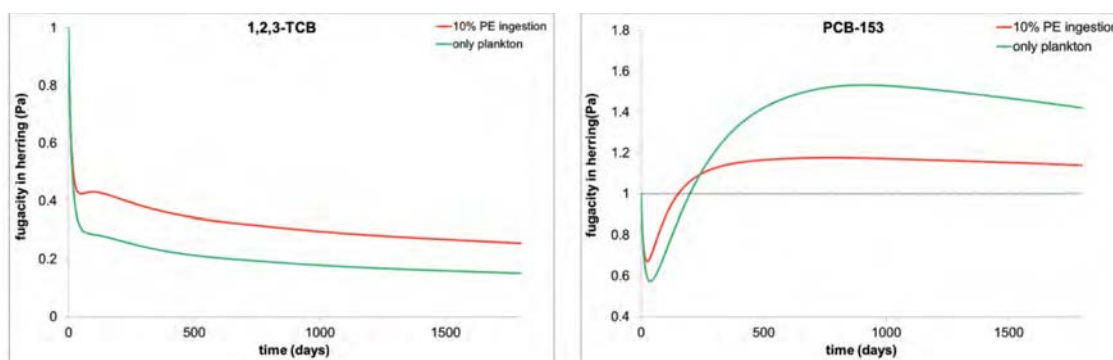 1,2,3-TCB
10% PE ingestion
only plankton
fugacity in herring (Pa)
1
0.8
0.6
0.4
0.2
0
0
500
1000
1500
time (days)
PCB-153
10% PE ingestion
only plankton
fugacity in herring(Pa)
1.8
1.6
1.4
1.2
1
0.8
0.6
0.4
0
500
1000
1500
time (days)